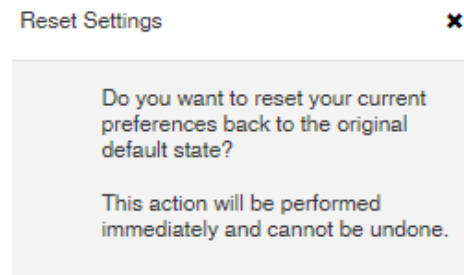 Reset Settings
Do you want to reset your current
preferences back to the original
default state?
This action will be performed
immediately and cannot be undone.